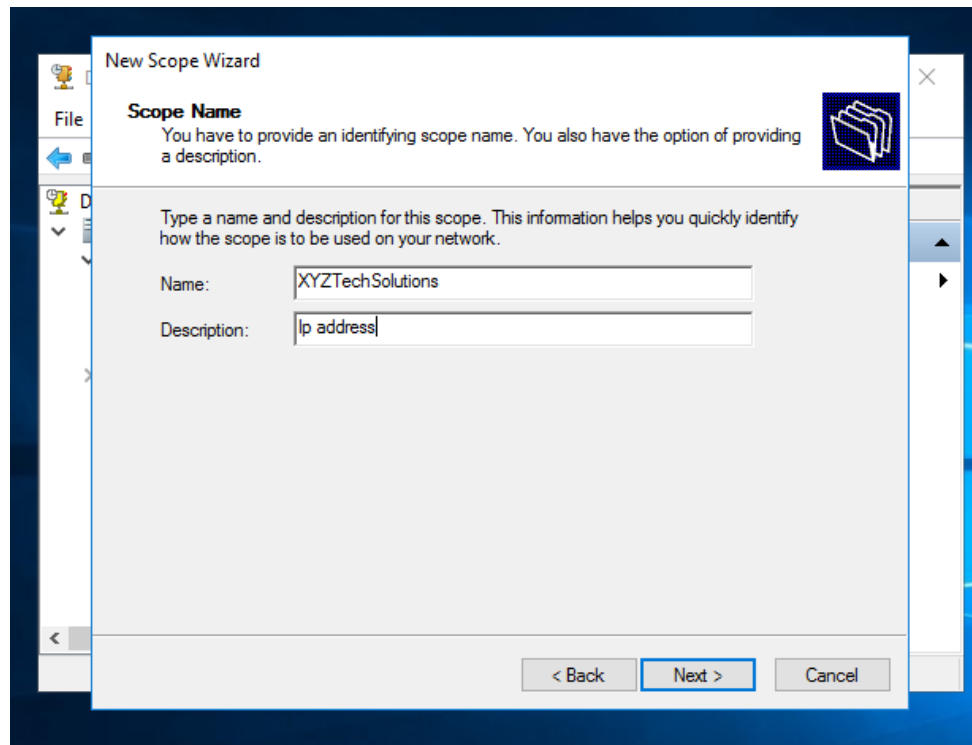 New Scope Wizard
Scope Name
You have to provide an identifying scope name. You also have the option of providing
a description.
File
D
Type a name and description for this scope. This information helps you quickly identify
how the scope is to be used on your network.
Name:
XYZTechSolutions
Description:
Ip address
< Back
Next >
Cancel